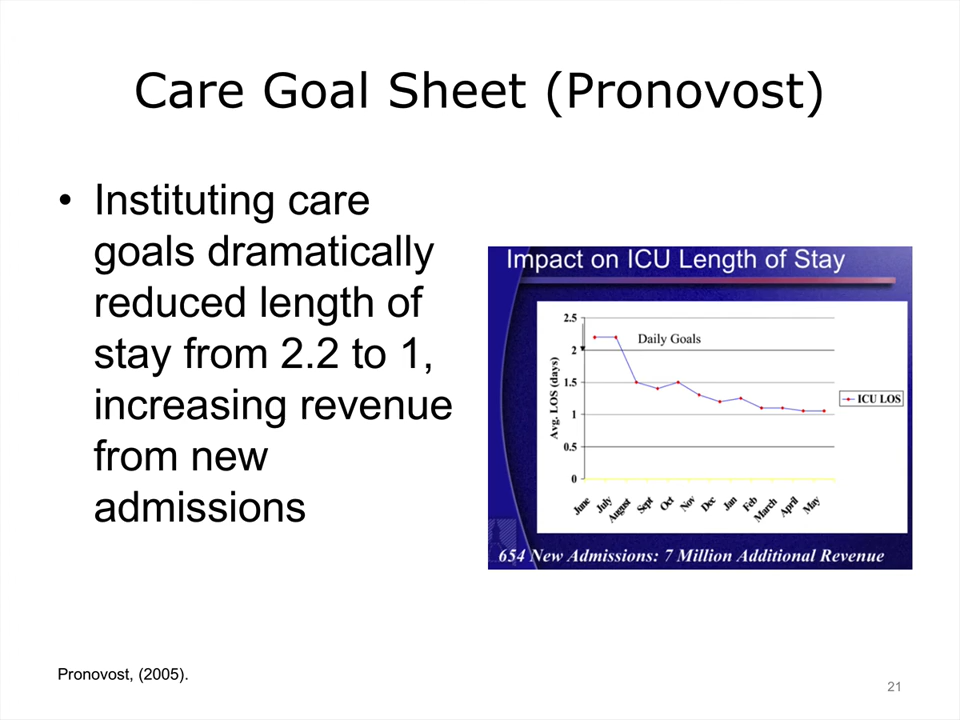 Care Goal Sheet (Pronovost)
• Instituting care
goals dramatically
reduced length of
stay from 2.2 to 1,
increasing revenue
from new
admissions
Impact on ICU Length of Stay
Daily Goals
Avg. LOS (days)
2.5
2
1.5
1
0.5
0
June
July
August
Sept
Oct
Nov
Dec
Jan
Feb
March
April
May
ICU LOS
654 New Admissions: 7 Million Additional Revenue
Pronovost, (2005).
21